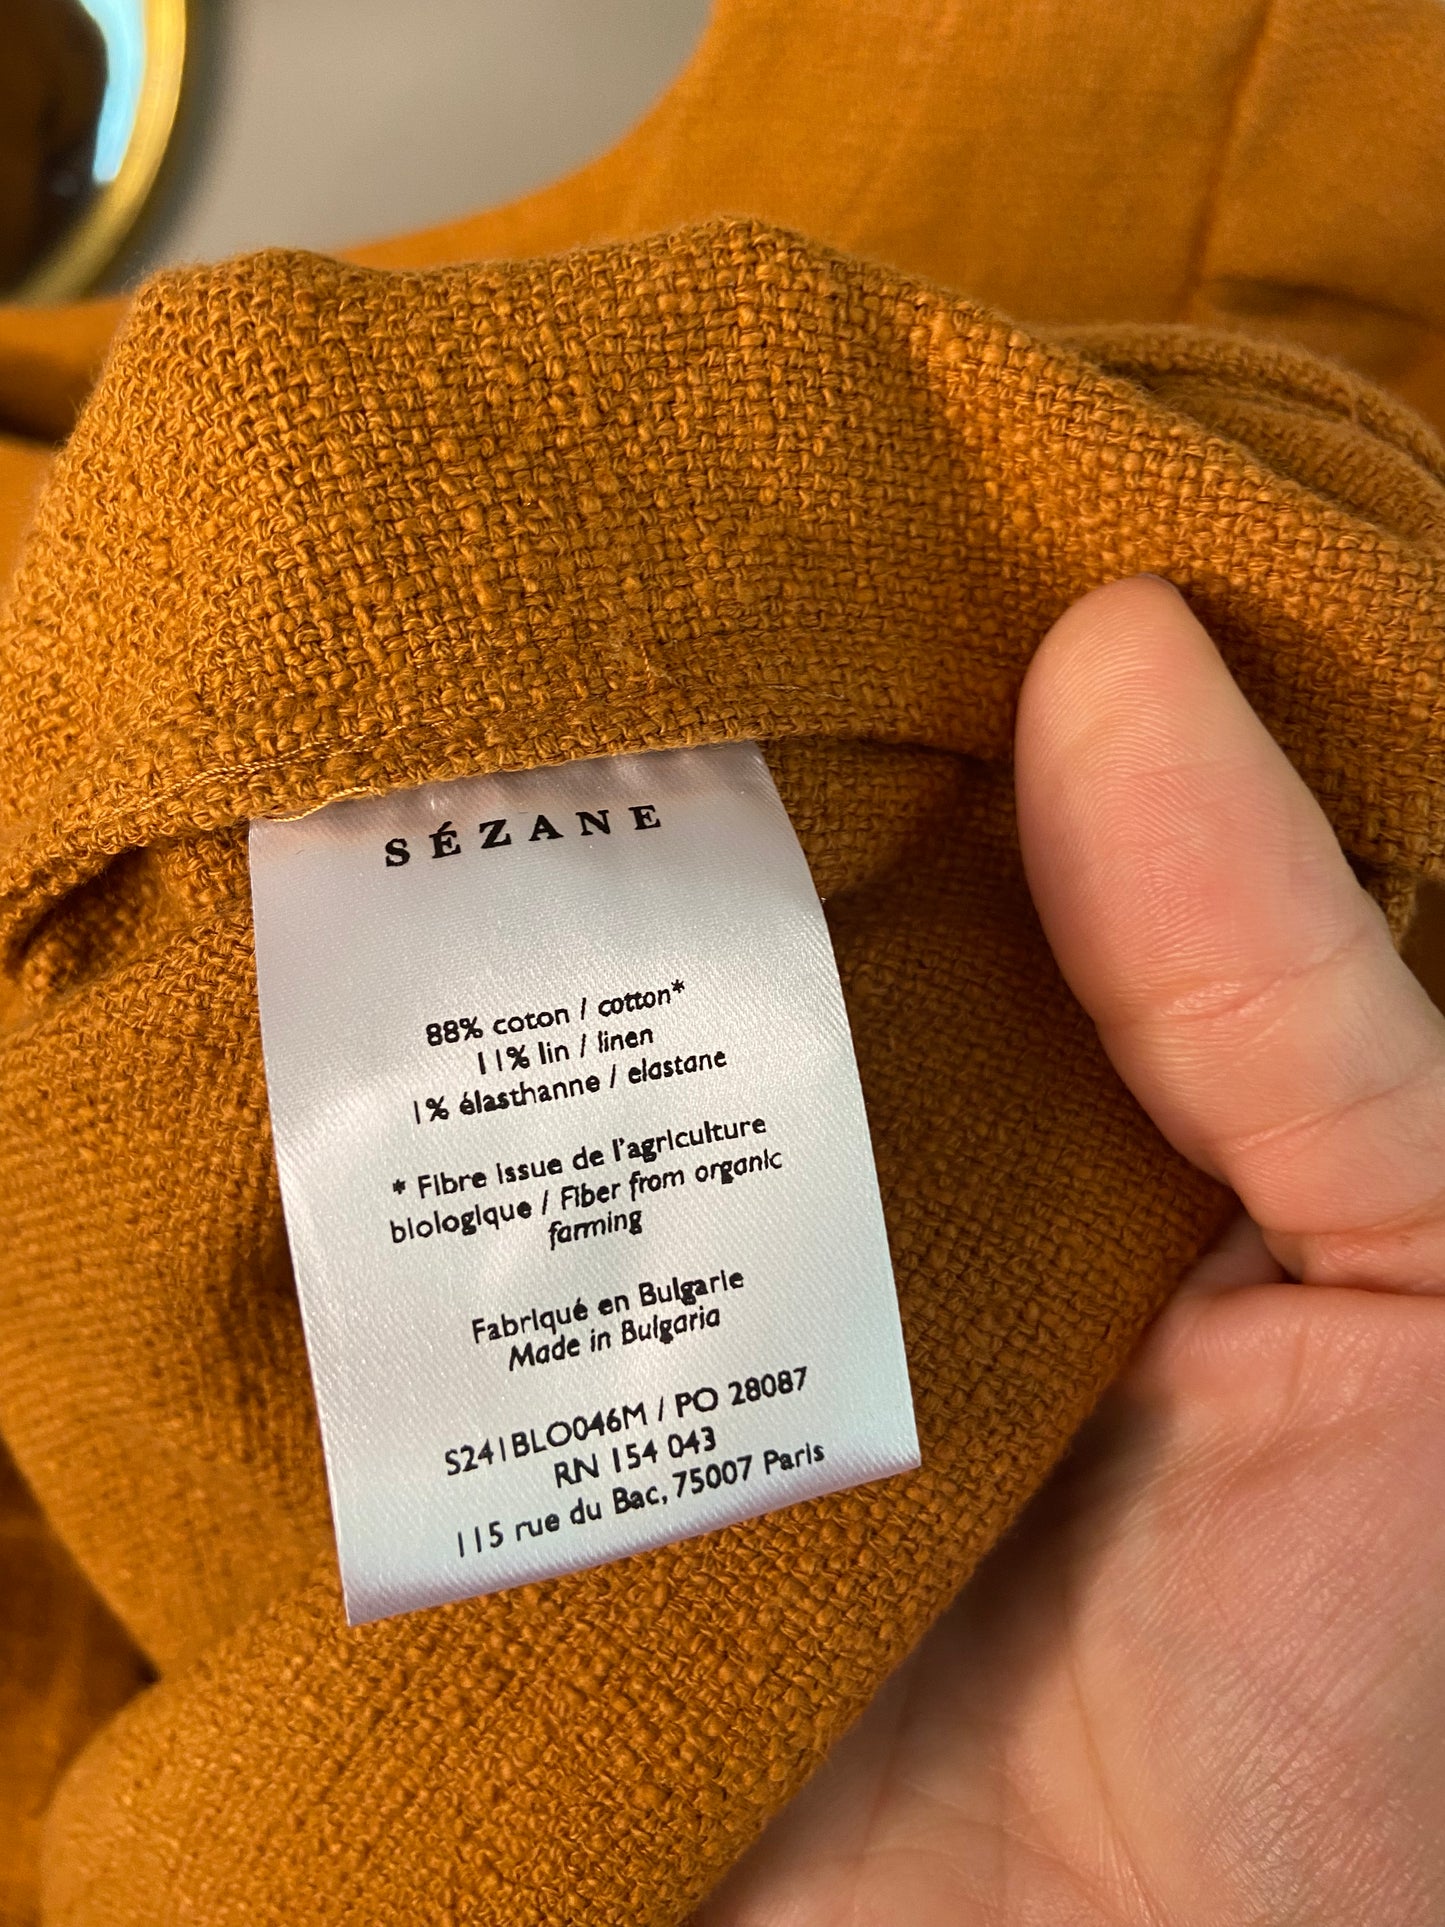 SÉZANE
88% coton / cotton*
11% lin / linen
1% élasthanne / elastane
* Fibre issue de l'agriculture
biologique / Fiber from organic
farming
Fabriqué en Bulgarie
Made in Bulgaria
S241BLO046M / PO 28087
RN 154 043
115 rue du Bac, 75007 Paris